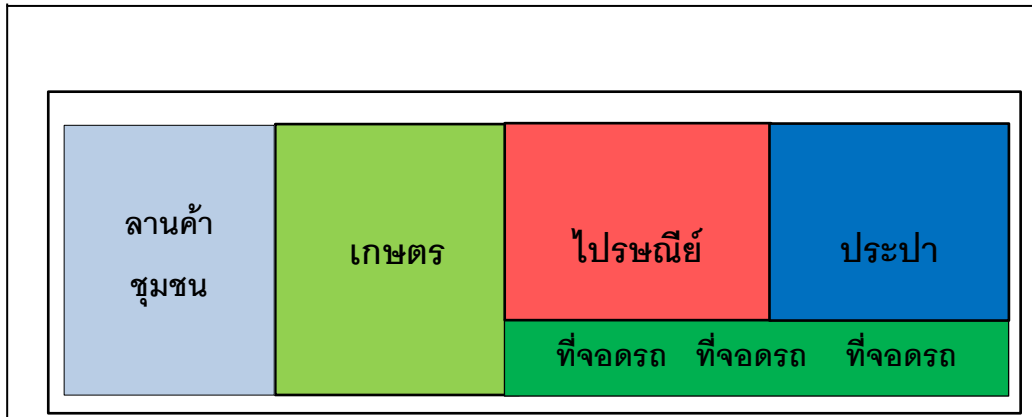 ลานค้า
ชุมชน
เกษตร
ไปรษณีย์
ประปา
ที่จอดรถ ที่จอดรถ ที่จอดรถ